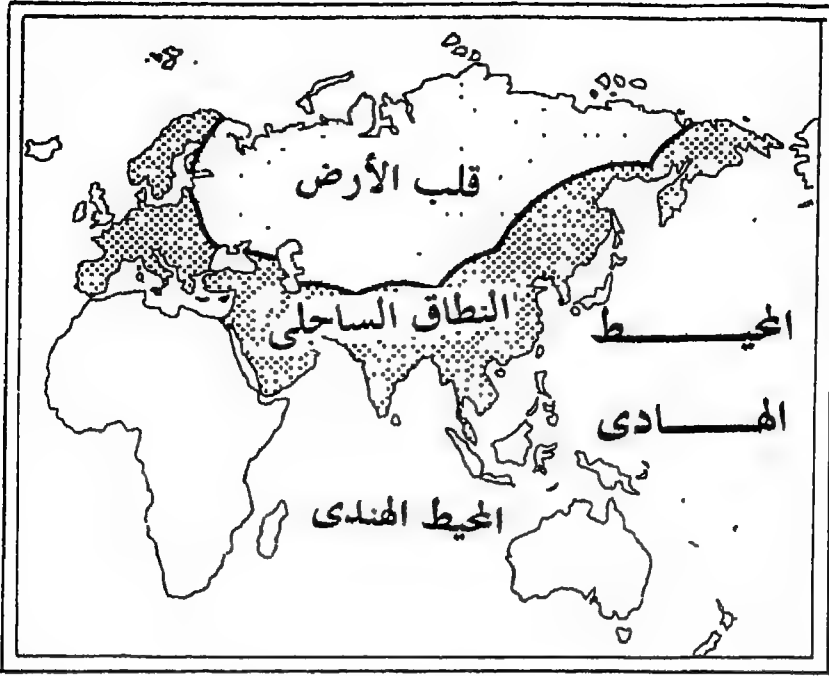 قلب الأرض
النطاق الساحلى
المحيط
الهادى
المحيط الهندى